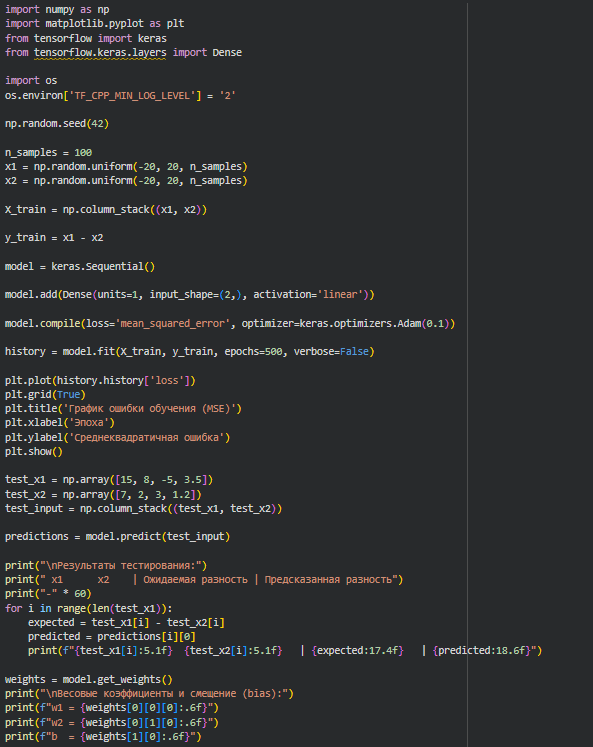 import numpy as np
import matplotlib.pyplot as plt
from tensorflow import keras
from tensorflow.keras.layers import Dense

import os
os.environ['TF_CPP_MIN_LOG_LEVEL'] = '2'

np.random.seed(42)

n_samples = 100
x1 = np.random.uniform(-20, 20, n_samples)
x2 = np.random.uniform(-20, 20, n_samples)

X_train = np.column_stack((x1, x2))

y_train = x1 - x2

model = keras.Sequential()

model.add(Dense(units=1, input_shape=(2,), activation='linear'))

model.compile(loss='mean_squared_error', optimizer=keras.optimizers.Adam(0.1))

history = model.fit(X_train, y_train, epochs=500, verbose=False)

plt.plot(history.history['loss'])
plt.grid(True)
plt.title('График ошибки обучения (MSE)')
plt.xlabel('Эпоха')
plt.ylabel('Среднеквадратичная ошибка')
plt.show()

test_x1 = np.array([15, 8, -5, 3.5])
test_x2 = np.array([7, 2, 3, 1.2])
test_input = np.column_stack((test_x1, test_x2))

predictions = model.predict(test_input)

print("\nРезультаты тестирования:")
print(" x1      x2    | Ожидаемая разность | Предсказанная разность")
print("-" * 60)
for i in range(len(test_x1)):
    expected = test_x1[i] - test_x2[i]
    predicted = predictions[i][0]
    print(f"{test_x1[i]:5.1f}  {test_x2[i]:5.1f}   | {expected:17.4f}   | {predicted:18.6f}")

weights = model.get_weights()
print("\nВесовые коэффициенты и смещение (bias):")
print(f"w1 = {weights[0][0][0]:.6f}")
print(f"w2 = {weights[0][1][0]:.6f}")
print(f"b  = {weights[1][0]:.6f}")